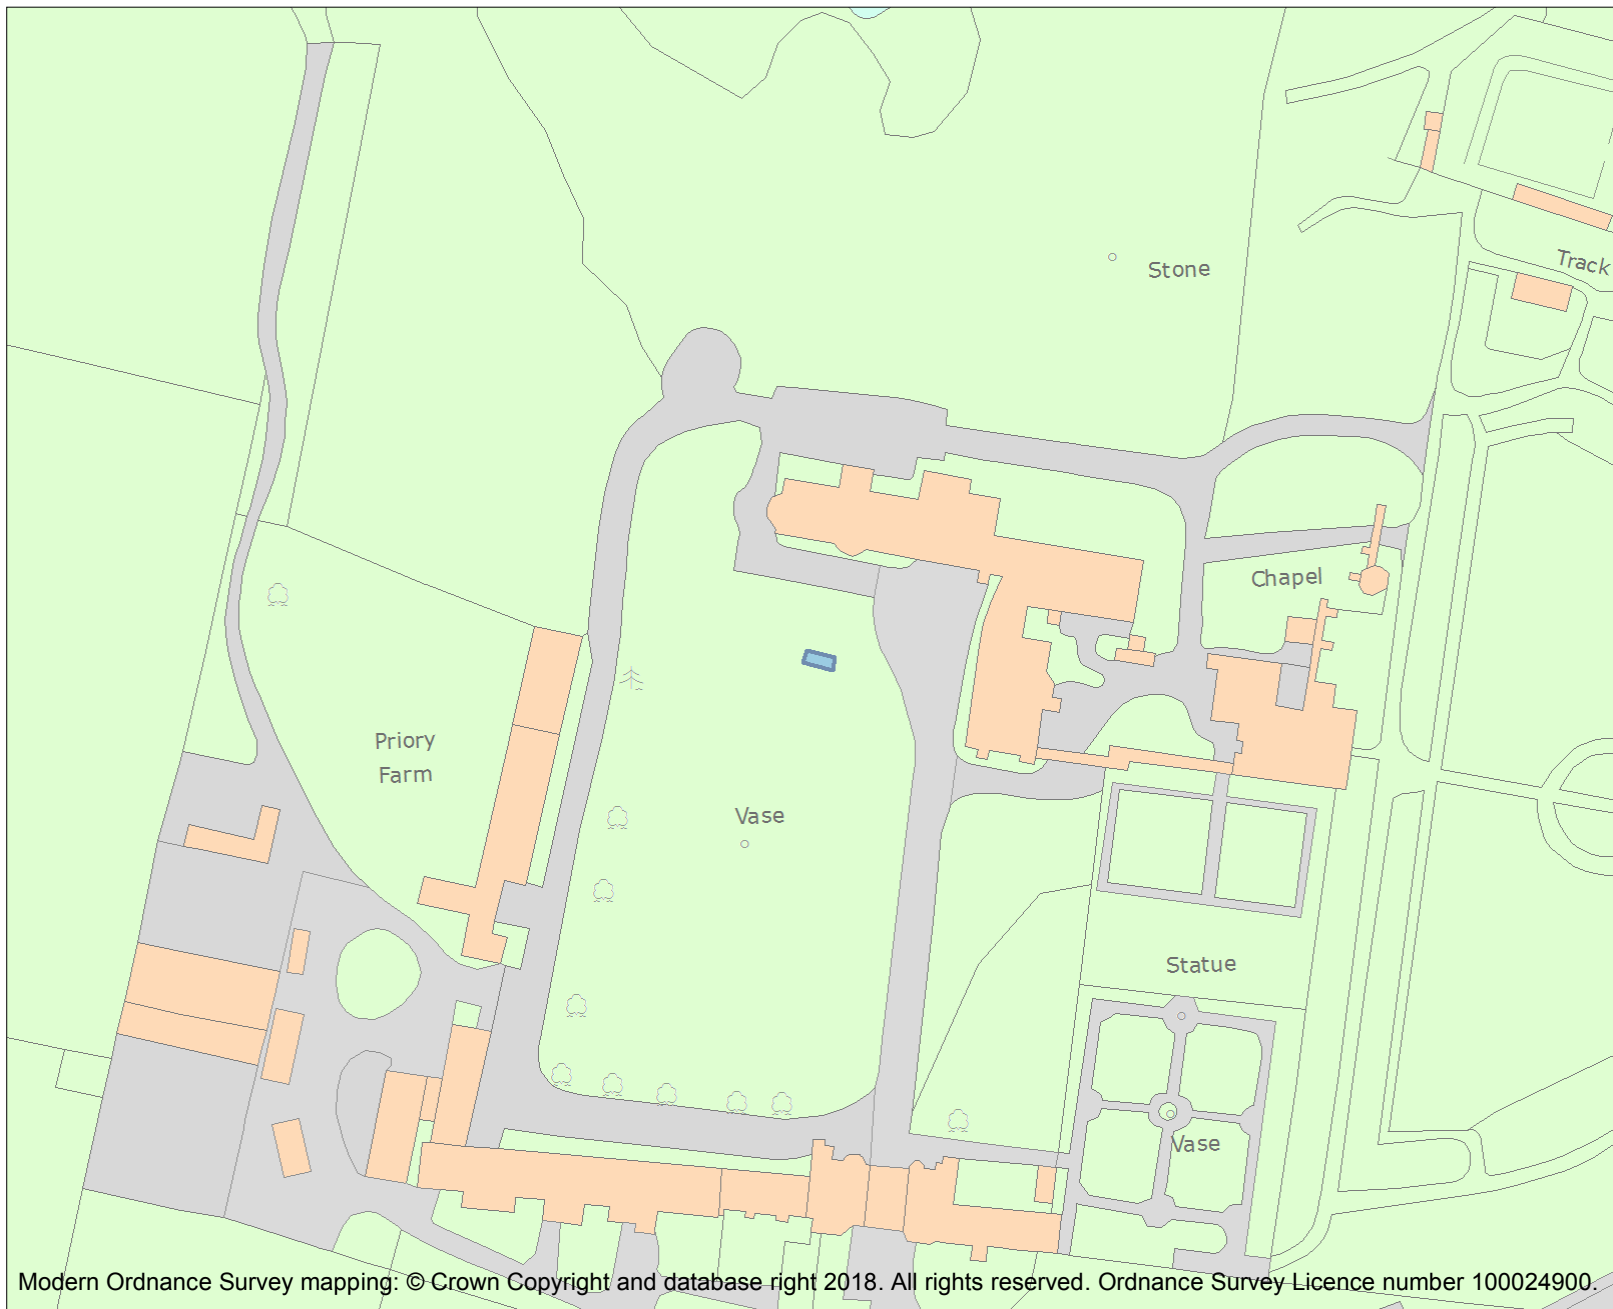 Stone
Track
Chapel
Priory
Farm
Vase
Statue
Vase
Modern Ordnance Survey mapping: © Crown Copyright and database right 2018. All rights reserved. Ordnance Survey Licence number 100024900.